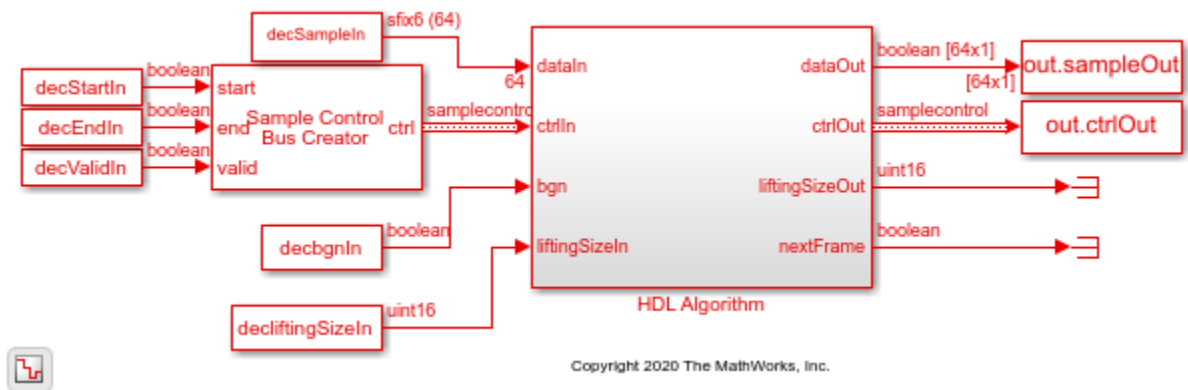 decSampleIn
sfix6 (64)
decStartIn
boolean
decEndIn
boolean
decValidIn
boolean
start
end
valid
Sample Control
Bus Creator
ctrl
samplecontrol
64
decbgnIn
boolean
decliftingSizeIn
uint16
dataIn
ctrlIn
bgn
liftingSizeIn
dataOut
ctrlOut
liftingSizeOut
nextFrame
HDL Algorithm
boolean [64x1]
[64x1]
samplecontrol
uint16
boolean
out.sampleOut
out.ctrlOut
Copyright 2020 The MathWorks, Inc.